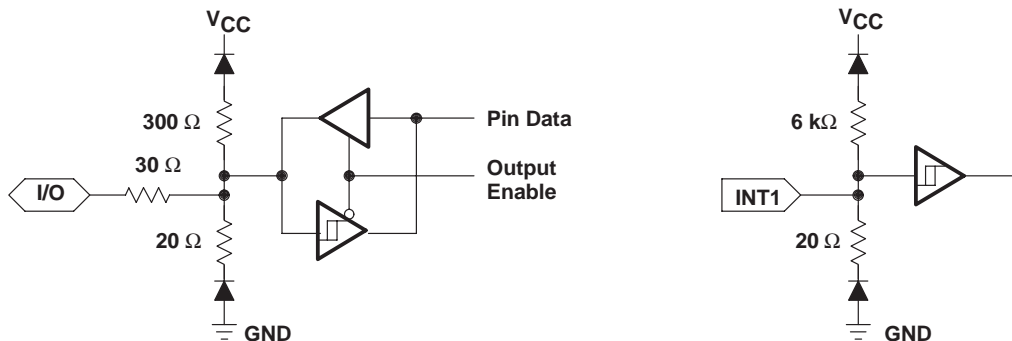 VCC
300 Ω
30 Ω
I/O
20 Ω
GND
Pin Data
Output
Enable
VCC
6 kΩ
INT1
20 Ω
GND